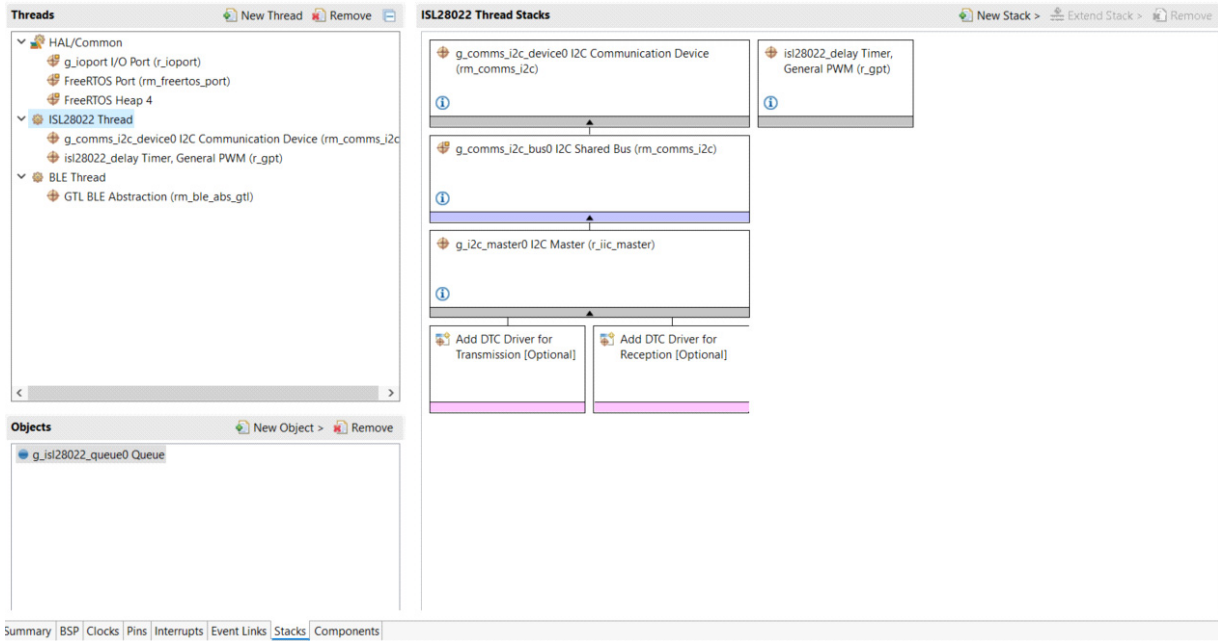 Threads
New Thread
Remove
HAL/Common
g_ioport I/O Port (r_ioport)
FreeRTOS Port (rm_freertos_port)
FreeRTOS Heap 4
ISL28022 Thread
g_comms_i2c_device0 I2C Communication Device (rm_comms_i2c
isl28022_delay Timer, General PWM (r_gpt)
BLE Thread
GTL BLE Abstraction (rm_ble_abs_gtl)
Objects
New Object >
Remove
g_isl28022_queue0 Queue
ISL28022 Thread Stacks
New Stack >
Extend Stack >
Remove
g_comms_i2c_device0 I2C Communication Device
(rm_comms_i2c)
isl28022_delay Timer,
General PWM (r_gpt)
g_comms_i2c_bus0 I2C Shared Bus (rm_comms_i2c)
g_i2c_master0 I2C Master (r_iic_master)
Add DTC Driver for
Transmission [Optional]
Add DTC Driver for
Reception [Optional]
Summary
BSP
Clocks
Pins
Interrupts
Event Links
Stacks
Components